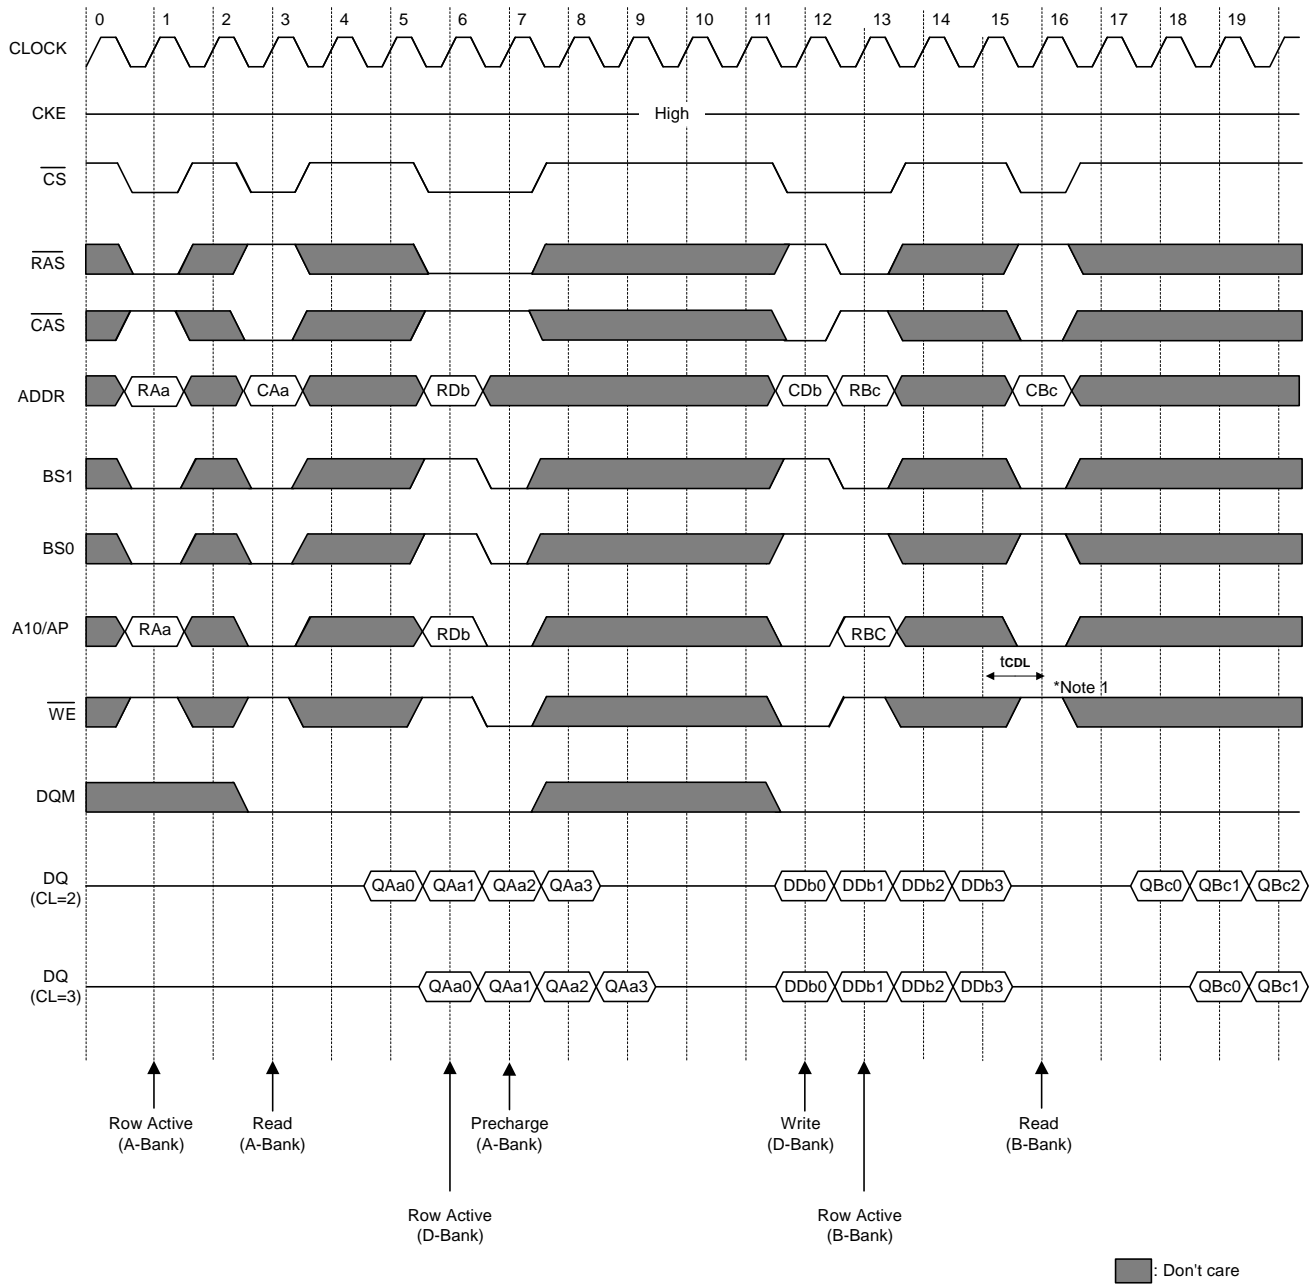 0 1 2 3 4 5 6 7 8 9 10 11 12 13 14 15 16 17 18 19
CLOCK
CKE
High
CS
RAS
CAS
ADDR
RAa CAa RDb CDb RBc CBc
BS1
BS0
A10/AP
RAa RDb RBC
tCDL
*Note 1
WE
DQM
DQ
(CL=2)
QAa0 QAa1 QAa2 QAa3 DDb0 DDb1 DDb2 DDb3 QBc0 QBc1 QBc2
DQ
(CL=3)
QAa0 QAa1 QAa2 QAa3 DDb0 DDb1 DDb2 DDb3 QBc0 QBc1
Row Active
(A-Bank)
Read
(A-Bank)
Precharge
(A-Bank)
Write
(D-Bank)
Read
(B-Bank)
Row Active
(D-Bank)
Row Active
(B-Bank)
: Don't care